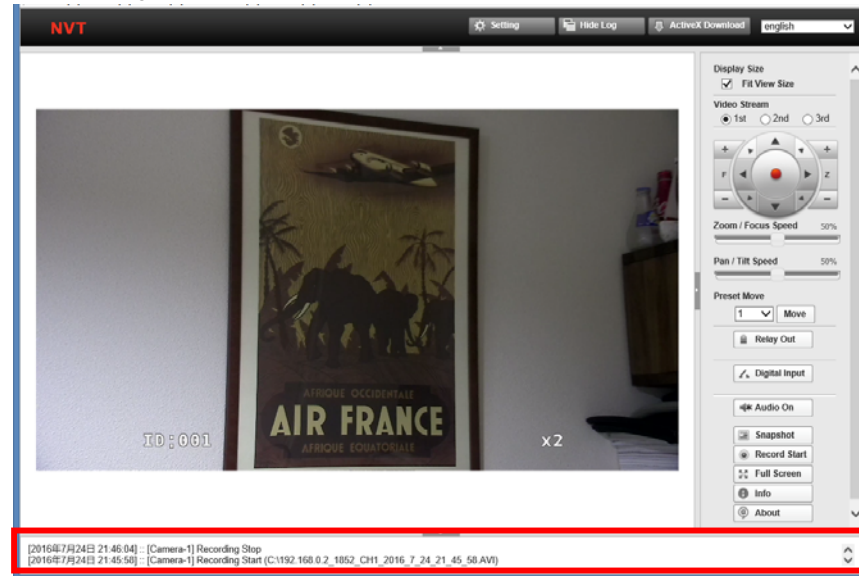 NVT
Setting
Hide Log
ActiveX Download
english
Display Size
Fit View Size
Video Stream
1st 2nd 3rd
+ +
F Z
- -
Zoom / Focus Speed 50%
Pan / Tilt Speed 50%
Preset Move
1 Move
Relay Out
Digital Input
Audio On
Snapshot
Record Start
Full Screen
Info
About
AFRIQUE OCCIDENTALE
AIR FRANCE
AFRIQUE EQUATORIALE
ID:001
x2
[2016年7月24日 21:46:04] :: [Camera-1] Recording Stop
[2016年7月24日 21:45:58] :: [Camera-1] Recording Start (C:\192.168.0.2_1852_CH1_2016_7_24_21_45_58.AVI)